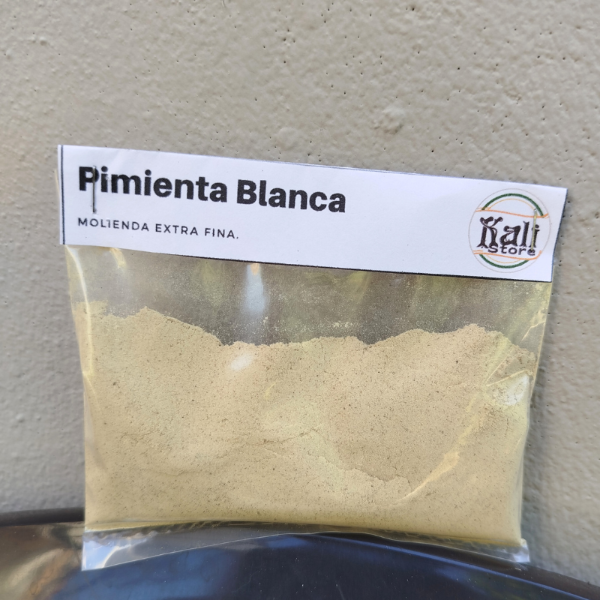 Pimienta Blanca
MOLIENDA EXTRA FINA.
Kali
Store